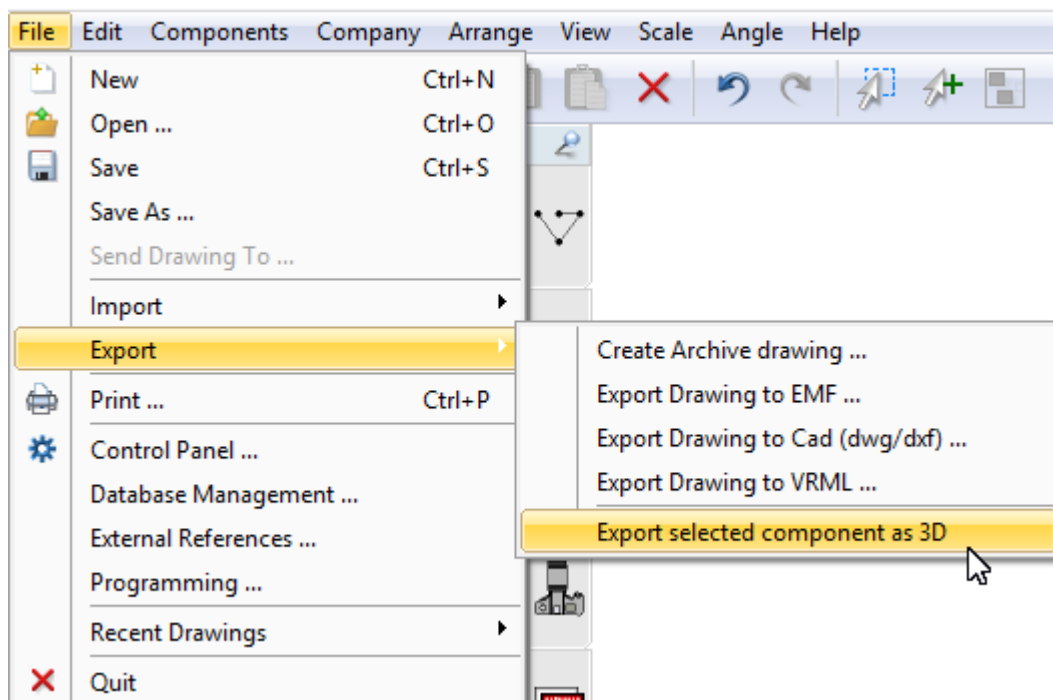 File Edit Components Company Arrange View Scale Angle Help
New Ctrl+N
Open ... Ctrl+O
Save Ctrl+S
Save As ...
Send Drawing To ...
Import
Export
Print ... Ctrl+P
Control Panel ...
Database Management ...
External References ...
Programming ...
Recent Drawings
Quit
Create Archive drawing ...
Export Drawing to EMF ...
Export Drawing to Cad (dwg/dxf) ...
Export Drawing to VRML ...
Export selected component as 3D